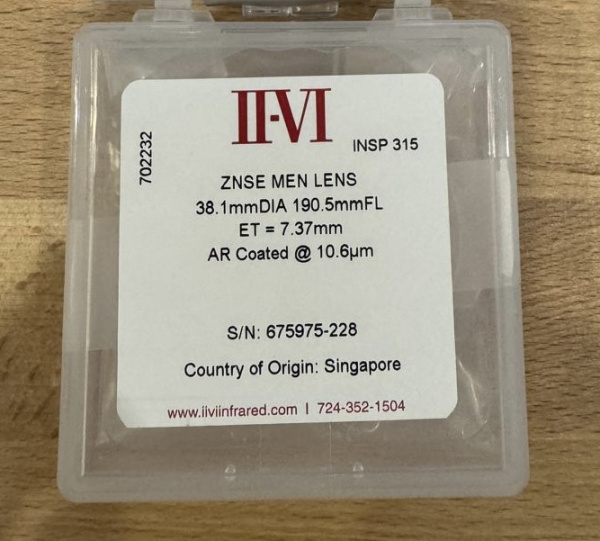 II-VI
INSP 315
702232
ZNSE MEN LENS
38.1mmDIA 190.5mmFL
ET = 7.37mm
AR Coated @ 10.6µm
S/N: 675975-228
Country of Origin: Singapore
www.iiviinfrared.com | 724-352-1504